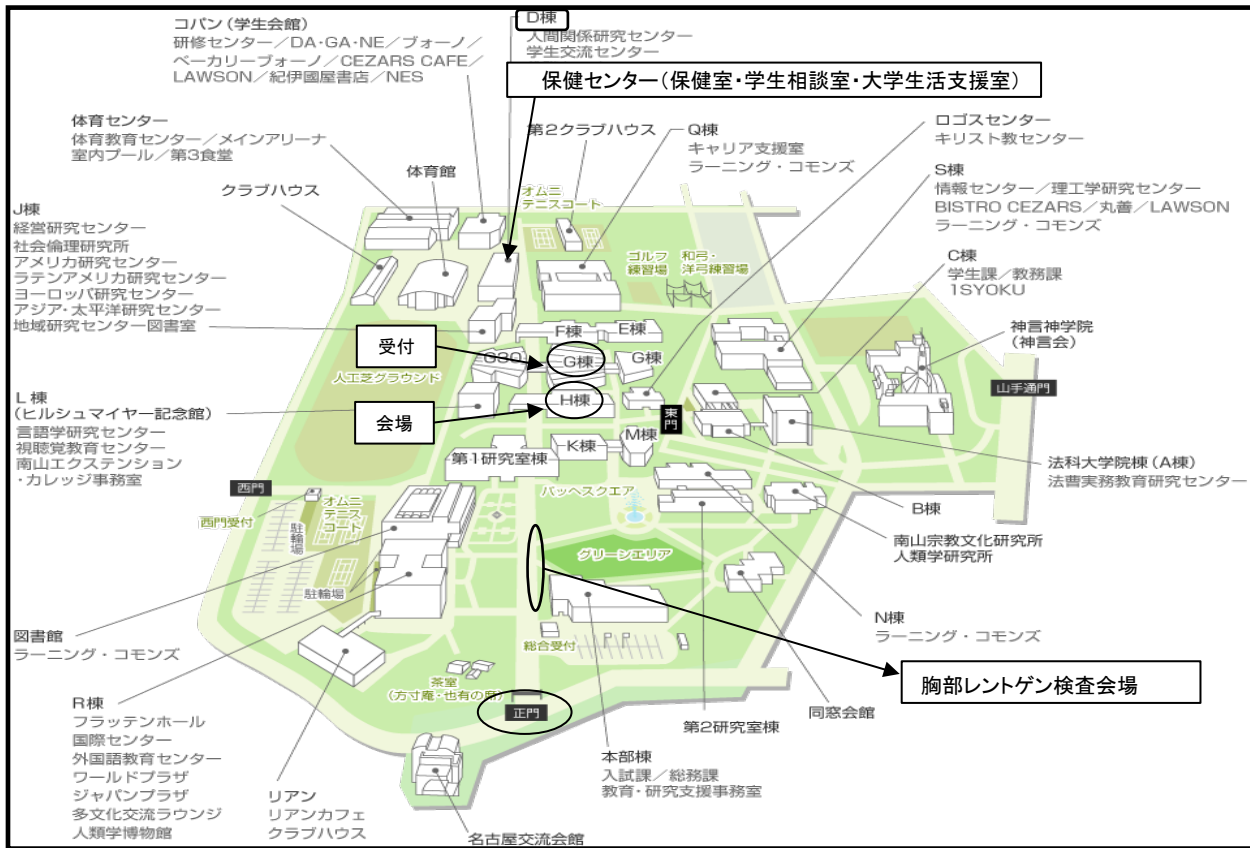 コパン(学生会館)
研修センター/DA・GA・NE/ブォーノ/
ベーカリーブォーノ/CEZARS CAFE/
LAWSON/紀伊國屋書店/NES
D棟
人間関係研究センター
学生交流センター
保健センター(保健室・学生相談室・大学生活支援室)
体育センター
体育教育センター/メインアリーナ
室内プール/第3食堂
体育館
クラブハウス
第2クラブハウス
オムニ
テニスコート
Q棟
キャリア支援室
ラーニング・コモンズ
ロゴスセンター
キリスト教センター
S棟
情報センター/理工学研究センター
BISTRO CEZARS/丸善/LAWSON
ラーニング・コモンズ
C棟
学生課/教務課
1SYOKU
J棟
経営研究センター
社会倫理研究所
アメリカ研究センター
ラテンアメリカ研究センター
ヨーロッパ研究センター
アジア・太平洋研究センター
地域研究センター図書室
ゴルフ
練習場
和弓・
洋弓練習場
神言神学院
(神言会)
山手通門
F棟
E棟
受付
G30
G棟
G棟
人工芝グラウンド
H棟
会場
東門
L棟
(ヒルシュマイヤー記念館)
言語学研究センター
視聴覚教育センター
南山エクステンション
・カレッジ事務室
K棟
M棟
第1研究室棟
法科大学院棟(A棟)
法曹実務教育研究センター
B棟
西門
西門受付
オムニ
テニス
コート
駐輪場
駐輪場
バッヘスクエア
グリーンエリア
南山宗教文化研究所
人類学研究所
図書館
ラーニング・コモンズ
N棟
ラーニング・コモンズ
総合受付
胸部レントゲン検査会場
茶室
(方寸庵・也有の席)
正門
同窓会館
第2研究室棟
R棟
フラッテンホール
国際センター
外国語教育センター
ワールドプラザ
ジャパンプラザ
多文化交流ラウンジ
人類学博物館
リアン
リアンカフェ
クラブハウス
本部棟
入試課/総務課
教育・研究支援事務室
名古屋交流会館